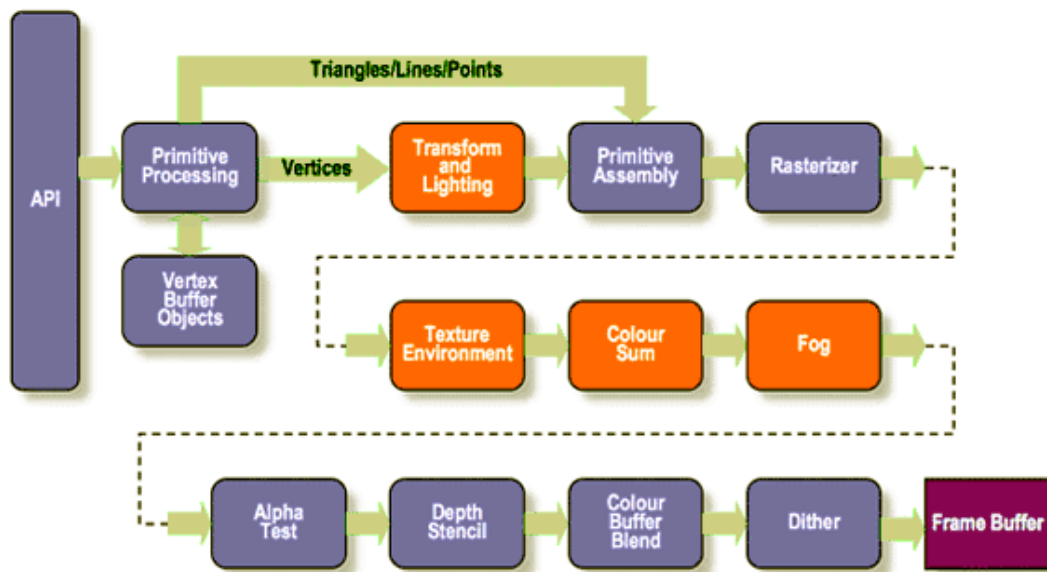 Triangles/Lines/Points
API
Primitive
Processing
Vertices
Transform
and
Lighting
Primitive
Assembly
Rasterizer
Vertex
Buffer
Objects
Texture
Environment
Colour
Sum
Fog
Alpha
Test
Depth
Stencil
Colour
Buffer
Blend
Dither
Frame Buffer